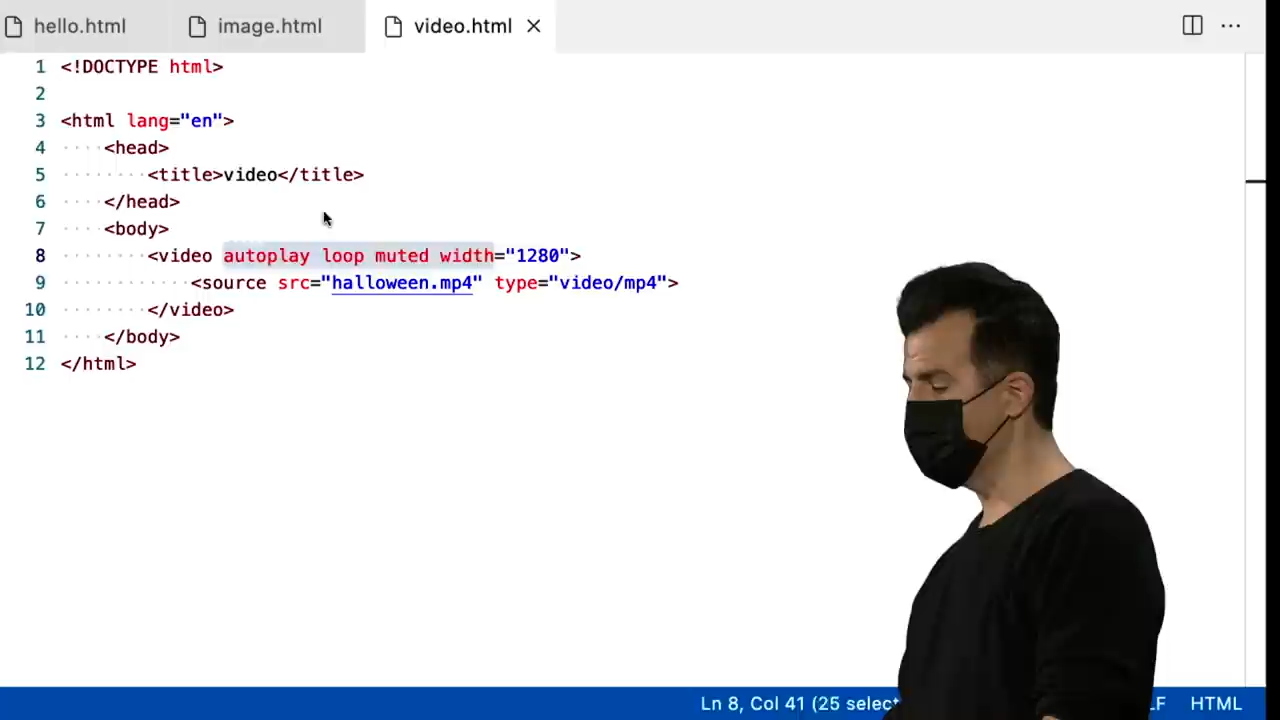 hello.html image.html video.html
1 <!DOCTYPE html>
2
3 <html lang="en">
4 <head>
5 <title>video</title>
6 </head>
7 <body>
8 <video autoplay loop muted width="1280">
9 <source src="halloween.mp4" type="video/mp4">
10 </video>
11 </body>
12 </html>
Ln 8, Col 41 (25 select LF HTML